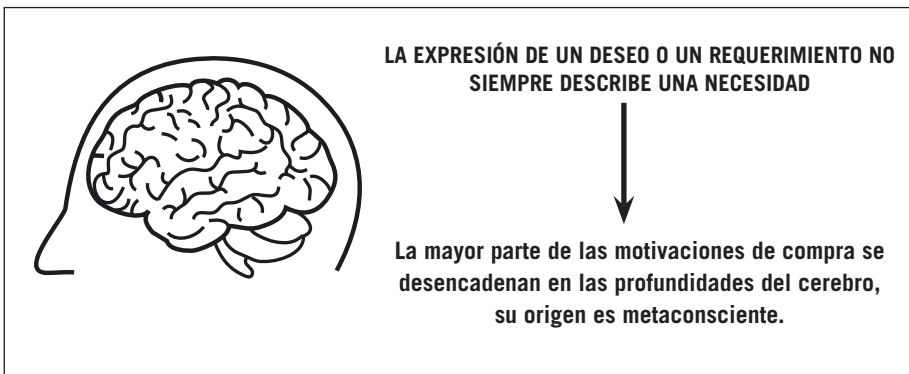 LA EXPRESIÓN DE UN DESEO O UN REQUERIMIENTO NO
SIEMPRE DESCRIBE UNA NECESIDAD
La mayor parte de las motivaciones de compra se
desencadenan en las profundidades del cerebro,
su origen es metaconsciente.